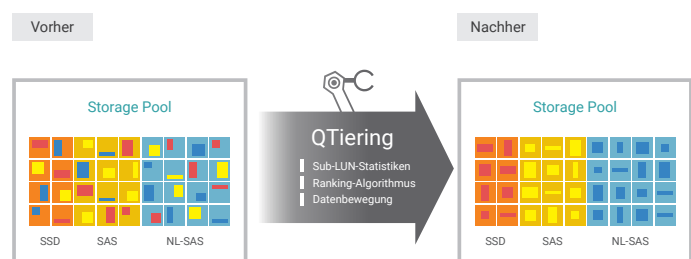 Vorher
Nachher
Storage Pool
SSD SAS NL-SAS
QTiering
Sub-LUN-Statistiken
Ranking-Algorithmus
Datenbewegung
Storage Pool
SSD SAS NL-SAS